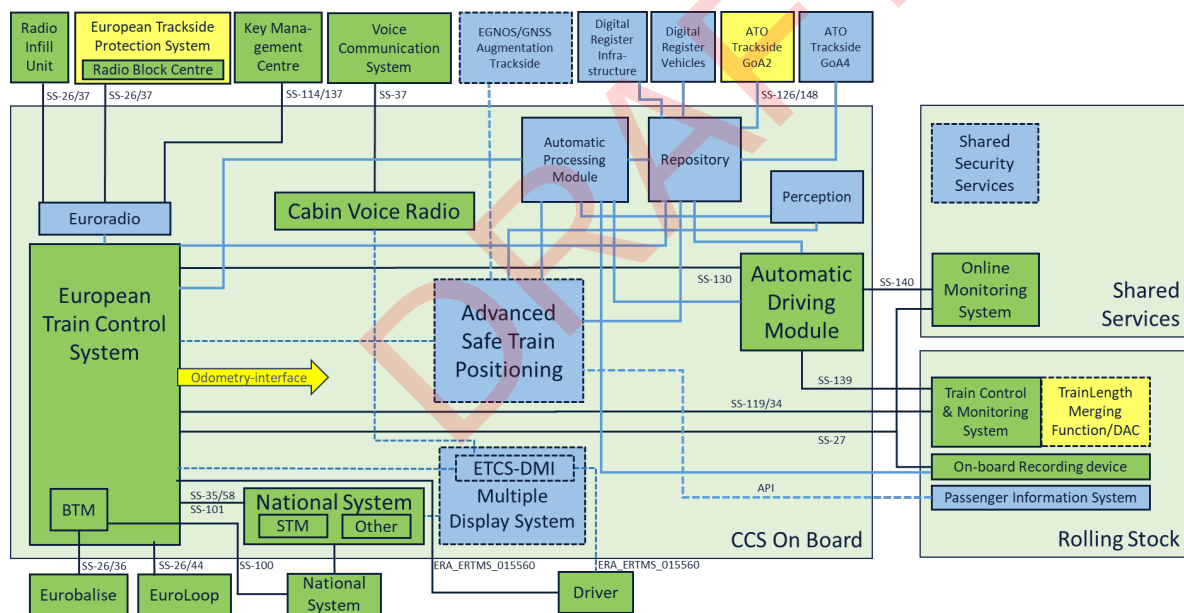 Radio
Infill
Unit
European Trackside
Protection System
Radio Block Centre
Key Mana-
gement
Centre
Voice
Communication
System
EGNOS/GNSS
Augmentation
Trackside
Digital
Register
Infra-
structure
Digital
Register
Vehicles
ATO
Trackside
GoA2
ATO
Trackside
GoA4
SS-26/37
SS-26/37
SS-114/137
SS-37
SS-126/148
DRAFT
Automatic
Processing
Module
Repository
Perception
Shared
Security
Services
Euroradio
Cabin Voice Radio
European
Train Control
System
SS-130
Advanced
Safe Train
Positioning
Automatic
Driving
Module
SS-140
Online
Monitoring
System
Shared
Services
Odometry-interface
SS-139
SS-119/34
SS-27
Train Control
& Monitoring
System
TrainLength
Merging
Function/DAC
On-board Recording device
API
Passenger Information System
Rolling Stock
ETCS-DMI
Multiple
Display System
BTM
SS-35/58
SS-101
National System
STM
Other
CCS On Board
SS-26/36
SS-26/44
SS-100
ERA_ERTMS_015560
ERA_ERTMS_015560
Eurobalise
EuroLoop
National
System
Driver